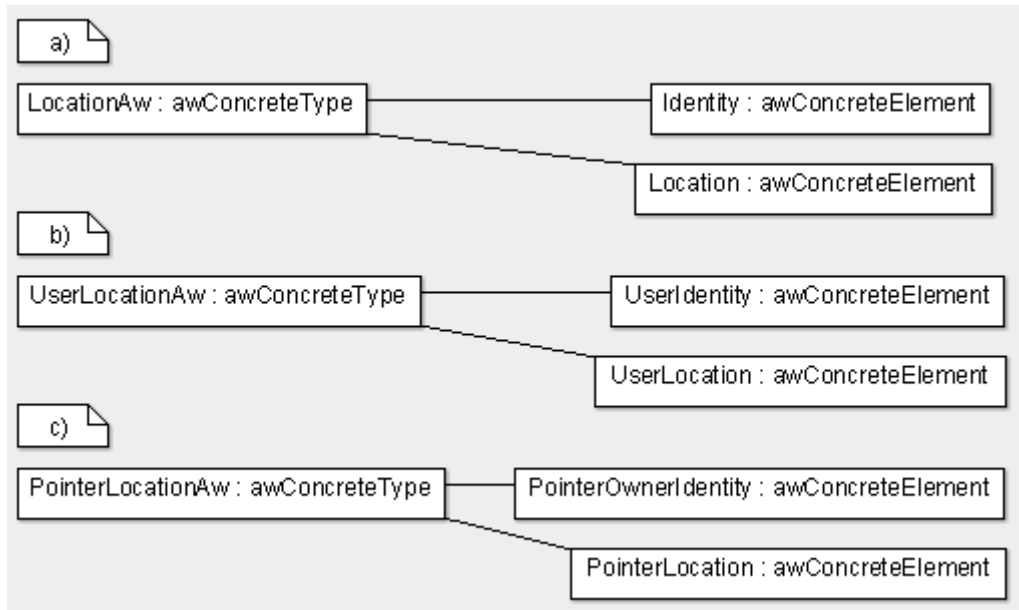 a)
LocationAw : awConcreteType
Identity : awConcreteElement
Location : awConcreteElement
b)
UserLocationAw : awConcreteType
UserIdentity : awConcreteElement
UserLocation : awConcreteElement
c)
PointerLocationAw : awConcreteType
PointerOwnerIdentity : awConcreteElement
PointerLocation : awConcreteElement